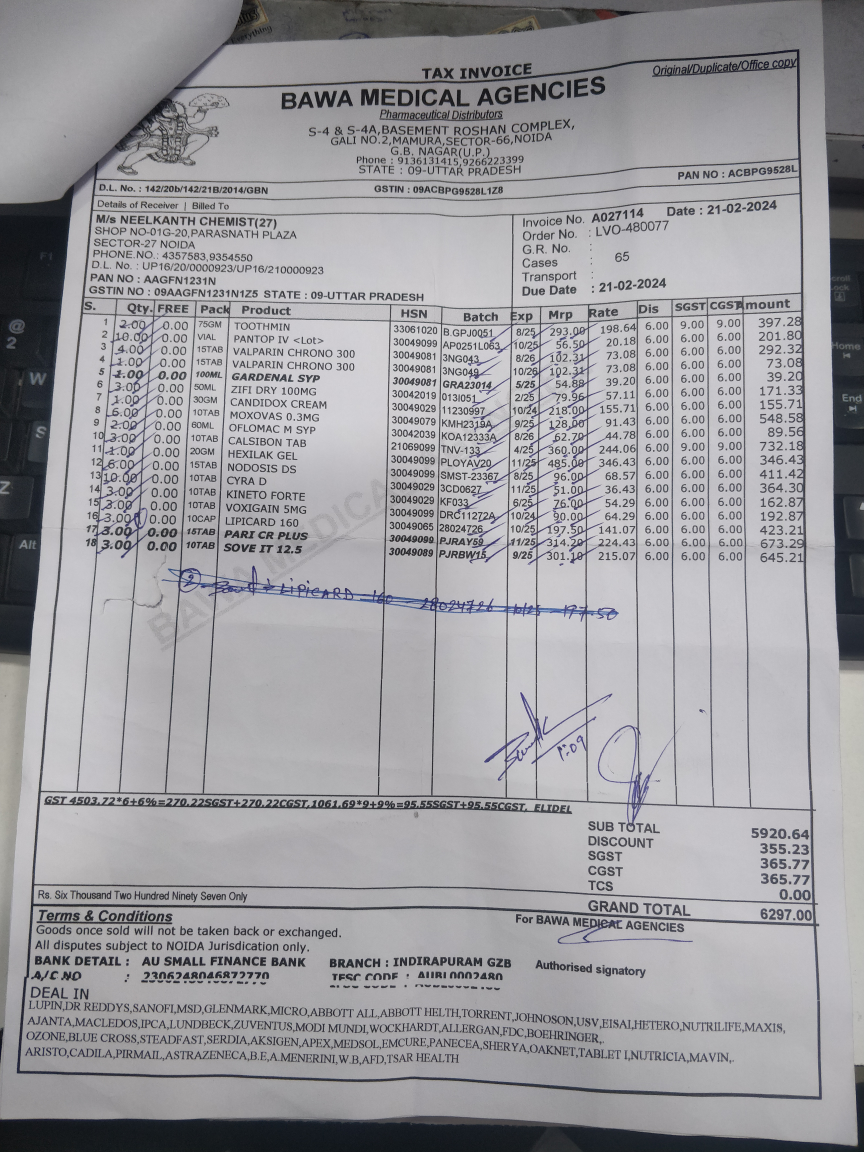 TAX INVOICE
Original/Duplicate/Office copy
BAWA MEDICAL AGENCIES
Pharmaceutical Distributors
S-4 & S-4A,BASEMENT ROSHAN COMPLEX,
GALI NO.2,MAMURA,SECTOR-66,NOIDA
G.B. NAGAR(U.P.)
Phone : 9136131415,9266223399
STATE : 09-UTTAR PRADESH
PAN NO : ACBPG9528L
D.L. No. : 142/20b/142/21B/2014/GBN GSTIN : 09ACBPG9528L1Z8
Details of Receiver | Billed To
M/s NEELKANTH CHEMIST(27)
SHOP NO-01G-20,PARASNATH PLAZA
SECTOR-27 NOIDA
PHONE.NO: 4357583,9354550
D.L. No. : UP16/20/0000923/UP16/210000923
PAN NO : AAGFN1231N
GSTIN NO : 09AAGFN1231N1Z5 STATE : 09-UTTAR PRADESH
Invoice No. A027114 Date : 21-02-2024
Order No. : LVO-480077
G.R. No. :
Cases 65
Transport :
Due Date : 21-02-2024
S. Qty. FREE Pack Product HSN Batch Exp Mrp Rate Dis SGST CGST Amount
1 2.00 0.00 75GM TOOTHMIN 33061020 B.GPJ0051 8/25 293.00 198.64 6.00 9.00 9.00 397.28
2 10.00 0.00 VIAL PANTOP IV <Lot> 30049099 AP0251L063 10/25 56.50 20.18 6.00 6.00 6.00 201.80
3 4.00 0.00 15TAB VALPARIN CHRONO 300 30049081 3NG043 8/26 102.31 73.08 6.00 6.00 6.00 292.32
4 1.00 0.00 15TAB VALPARIN CHRONO 300 30049081 3NG049 10/26 102.31 73.08 6.00 6.00 6.00 73.08
5 1.00 0.00 100ML GARDENAL SYP 30049081 GRA23014 5/25 54.88 39.20 6.00 6.00 6.00 39.20
6 3.00 0.00 50ML ZIFI DRY 100MG 30042019 013I051 2/25 79.96 57.11 6.00 6.00 6.00 171.33
7 1.00 0.00 30GM CANDIDOX CREAM 30049029 11230997 10/24 218.00 155.71 6.00 6.00 6.00 155.71
8 6.00 0.00 10TAB MOXOVAS 0.3MG 30049079 KMH2319A 9/25 128.00 91.43 6.00 6.00 6.00 548.58
9 2.00 0.00 60ML OFLOMAC M SYP 30042039 KOA12333A 8/26 62.70 44.78 6.00 6.00 6.00 89.56
10 3.00 0.00 10TAB CALSIBON TAB 21069099 TNV-133 4/25 360.00 244.06 6.00 9.00 9.00 732.18
11 1.00 0.00 20GM HEXILAK GEL 30049099 PLOYAV20 11/25 485.00 346.43 6.00 6.00 6.00 346.43
12 6.00 0.00 15TAB NODOSIS DS 30049099 SMST-23367 8/25 96.00 68.57 6.00 6.00 6.00 411.42
13 10.00 0.00 10TAB CYRA D 30049029 3CD0627 11/25 51.00 36.43 6.00 6.00 6.00 364.30
14 3.00 0.00 10TAB KINETO FORTE 30049029 KF033 6/25 76.00 54.29 6.00 6.00 6.00 162.87
15 3.00 0.00 10TAB VOXIGAIN 5MG 30049099 DRC11272A 10/24 90.00 64.29 6.00 6.00 6.00 192.87
16 3.00 0.00 10CAP LIPICARD 160 30049065 28024726 10/25 197.50 141.07 6.00 6.00 6.00 423.21
17 3.00 0.00 15TAB PARI CR PLUS 30049099 PJRAY59 11/25 314.20 224.43 6.00 6.00 6.00 673.29
18 3.00 0.00 10TAB SOVE IT 12.5 30049089 PJRBW15 9/25 301.10 215.07 6.00 6.00 6.00 645.21
LIPICARD 160 28024726 10/25 197.50
BAWA MEDICA
1:09
GST 4503.72*6+6%=270.22SGST+270.22CGST,1061.69*9+9%=95.55SGST+95.55CGST, ELIDEL
SUB TOTAL 5920.64
DISCOUNT 355.23
SGST 365.77
CGST 365.77
TCS 0.00
GRAND TOTAL 6297.00
Rs. Six Thousand Two Hundred Ninety Seven Only
Terms & Conditions
Goods once sold will not be taken back or exchanged.
All disputes subject to NOIDA Jurisdication only.
For BAWA MEDICAL AGENCIES
BANK DETAIL : AU SMALL FINANCE BANK BRANCH : INDIRAPURAM GZB
A/C NO : 2306248046872770 IFSC CODE : AUBL0002480
Authorised signatory
DEAL IN
LUPIN,DR REDDYS,SANOFI,MSD,GLENMARK,MICRO,ABBOTT ALL,ABBOTT HELTH,TORRENT,JOHNOSON,USV,EISAI,HETERO,NUTRILIFE,MAXIS,
AJANTA,MACLEDOS,IPCA,LUNDBECK,ZUVENTUS,MODI MUNDI,WOCKHARDT,ALLERGAN,FDC,BOEHRINGER,.
OZONE,BLUE CROSS,STEADFAST,SERDIA,AKSIGEN,APEX,MEDSOL,EMCURE,PANECEA,SHERYA,OAKNET,TABLET I,NUTRICIA,MAVIN,.
ARISTO,CADILA,PIRMAIL,ASTRAZENECA,B.E,A.MENERINI,W.B,AFD,TSAR HEALTH